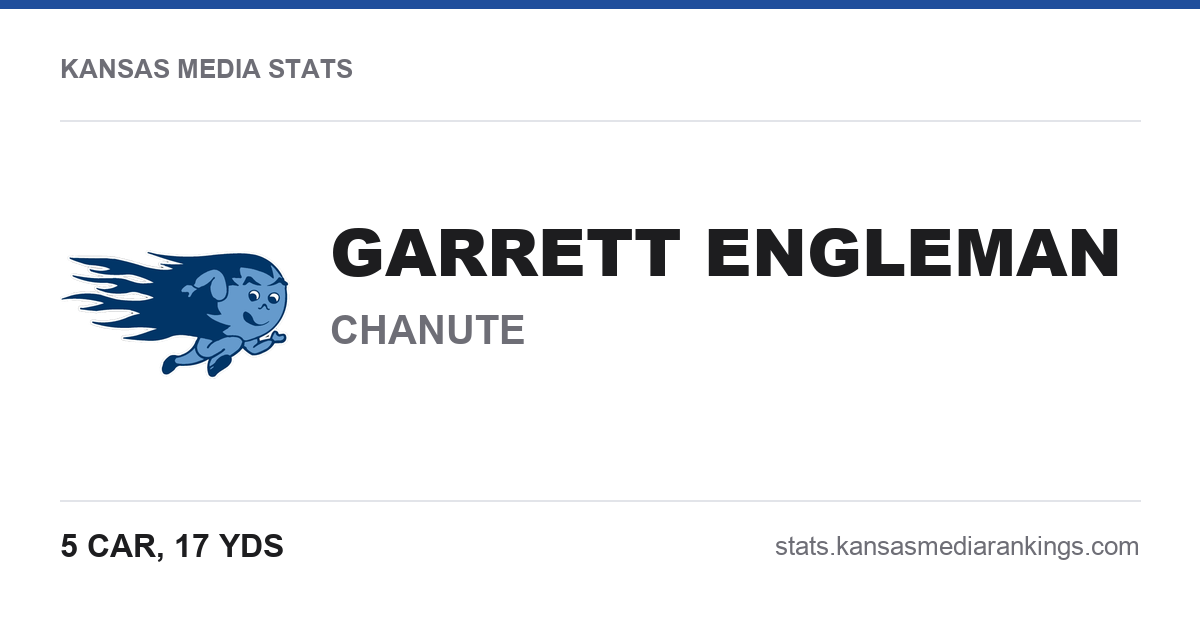 KANSAS MEDIA STATS
GARRETT ENGLEMAN
CHANUTE
5 CAR, 17 YDS
stats.kansasmediarankings.com